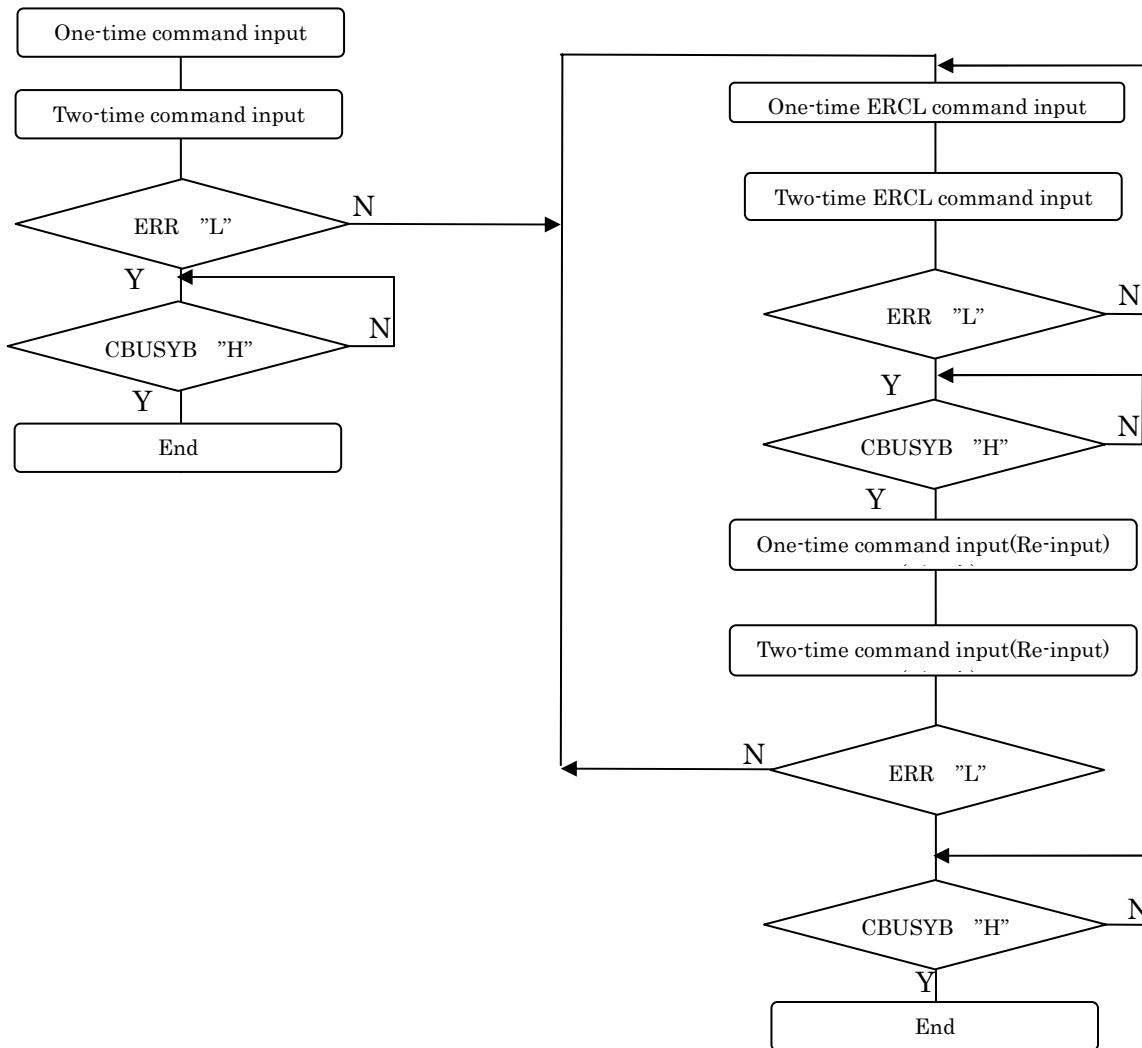 One-time command input
Two-time command input
ERR ”L”
N
Y
CBUSYB ”H”
N
Y
End
One-time ERCL command input
Two-time ERCL command input
ERR ”L”
N
Y
CBUSYB ”H”
N
Y
One-time command input(Re-input)
Two-time command input(Re-input)
N
ERR ”L”
CBUSYB ”H”
N
Y
End